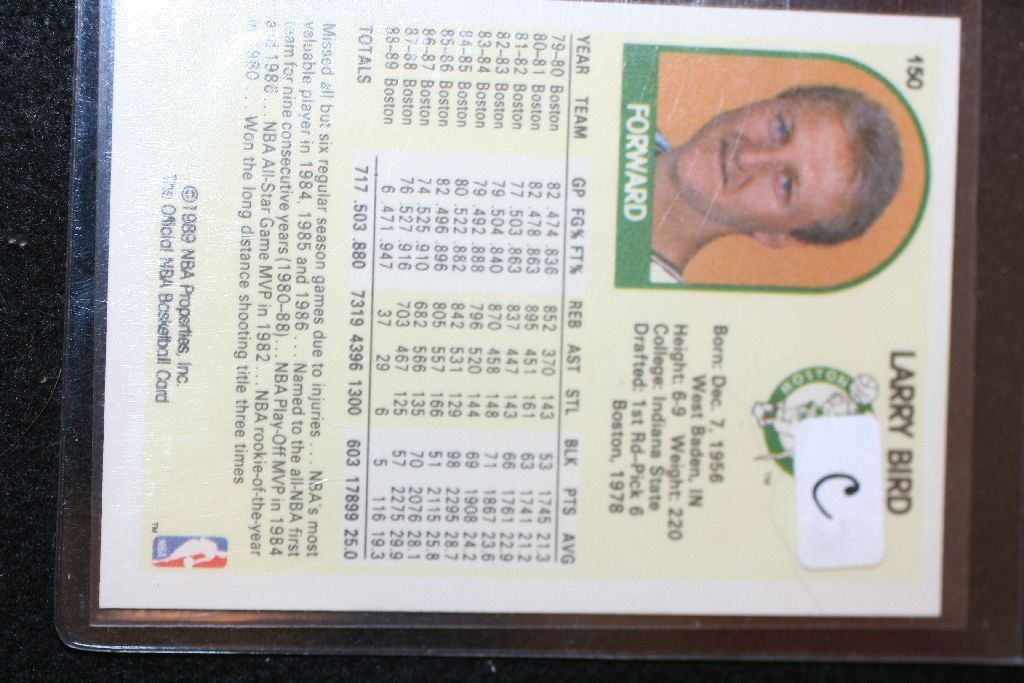 150
LARRY BIRD
FORWARD
BOSTON
C
Born: Dec. 7, 1956
West Baden, IN
Height: 6-9 Weight: 220
College: Indiana State
Drafted: 1st Rd-Pick 6
Boston, 1978
YEAR TEAM GP FG% FT% REB AST STL BLK PTS AVG
79-80 Boston 82 .474 .836 852 370 143 53 1745 21.3
80-81 Boston 82 .478 .863 895 451 161 63 1741 21.2
81-82 Boston 77 .503 .863 837 447 143 66 1761 22.9
82-83 Boston 79 .504 .840 870 458 148 71 1867 23.6
83-84 Boston 79 .492 .888 796 520 144 69 1908 24.2
84-85 Boston 80 .522 .882 842 531 129 98 2295 28.7
85-86 Boston 82 .496 .896 805 557 166 51 2115 25.8
86-87 Boston 74 .525 .910 682 566 135 70 2076 28.1
87-88 Boston 76 .527 .916 703 467 125 57 2275 29.9
88-89 Boston 6 .471 .947 37 29 6 5 116 19.3
TOTALS 717 .503 .880 7319 4396 1300 603 17899 25.0
Missed all but six regular season games due to injuries . . . NBA's most
valuable player in 1984, 1985 and 1986 . . . Named to the all-NBA first
team for nine consecutive years (1980-88) . . . NBA Play-Off MVP in 1984
and 1986 . . . NBA All-Star Game MVP in 1982 . . . NBA rookie-of-the-year
in 1980 . . . Won the long distance shooting title three times
©1989 NBA Properties, Inc.
The Official NBA Basketball Card
NBA
TM